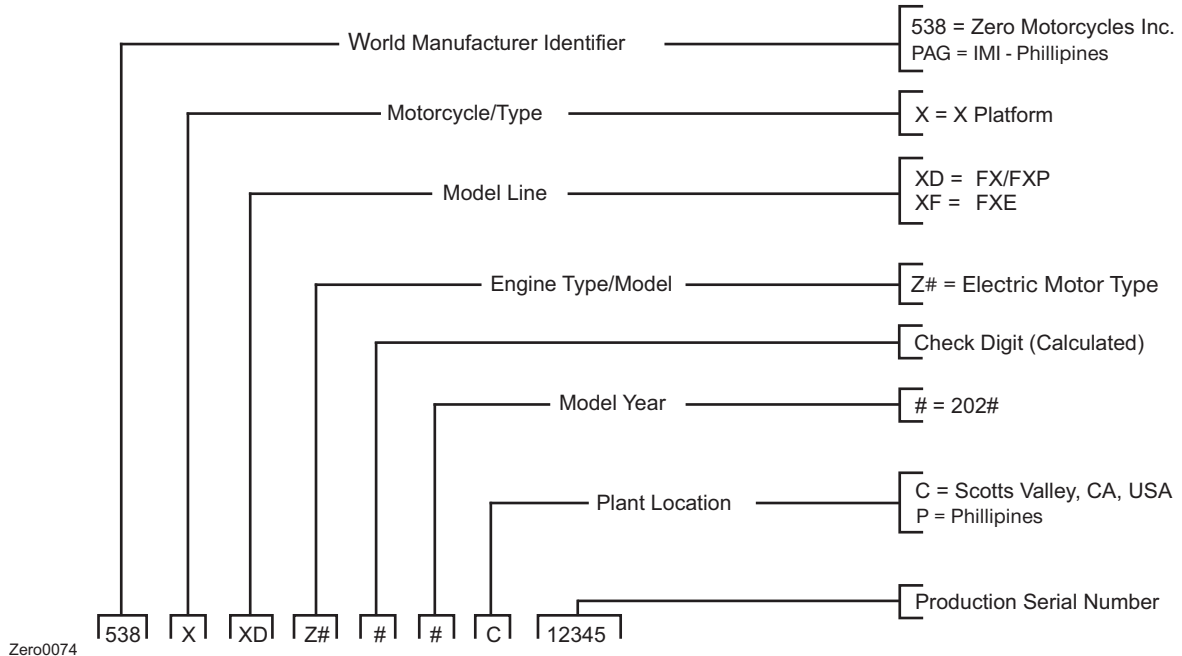 World Manufacturer Identifier
538 = Zero Motorcycles Inc.
PAG = IMI - Phillipines
Motorcycle/Type
X = X Platform
Model Line
XD = FX/FXP
XF = FXE
Engine Type/Model
Z# = Electric Motor Type
Check Digit (Calculated)
Model Year
# = 202#
Plant Location
C = Scotts Valley, CA, USA
P = Phillipines
Production Serial Number
538 X XD Z# # # C 12345
Zero0074